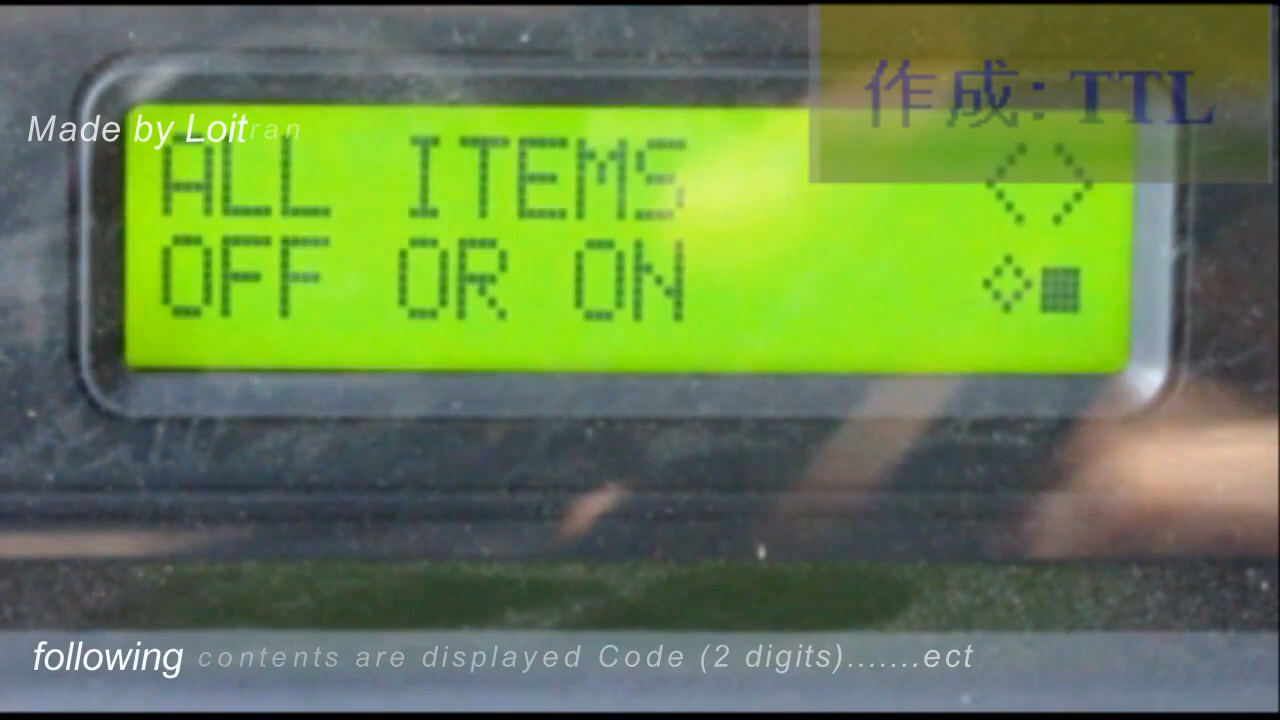 作成: TTL
Made by Loitran
ALL ITEMS <>
OFF OR ON ◇■
following contents are displayed Code (2 digits).......ect